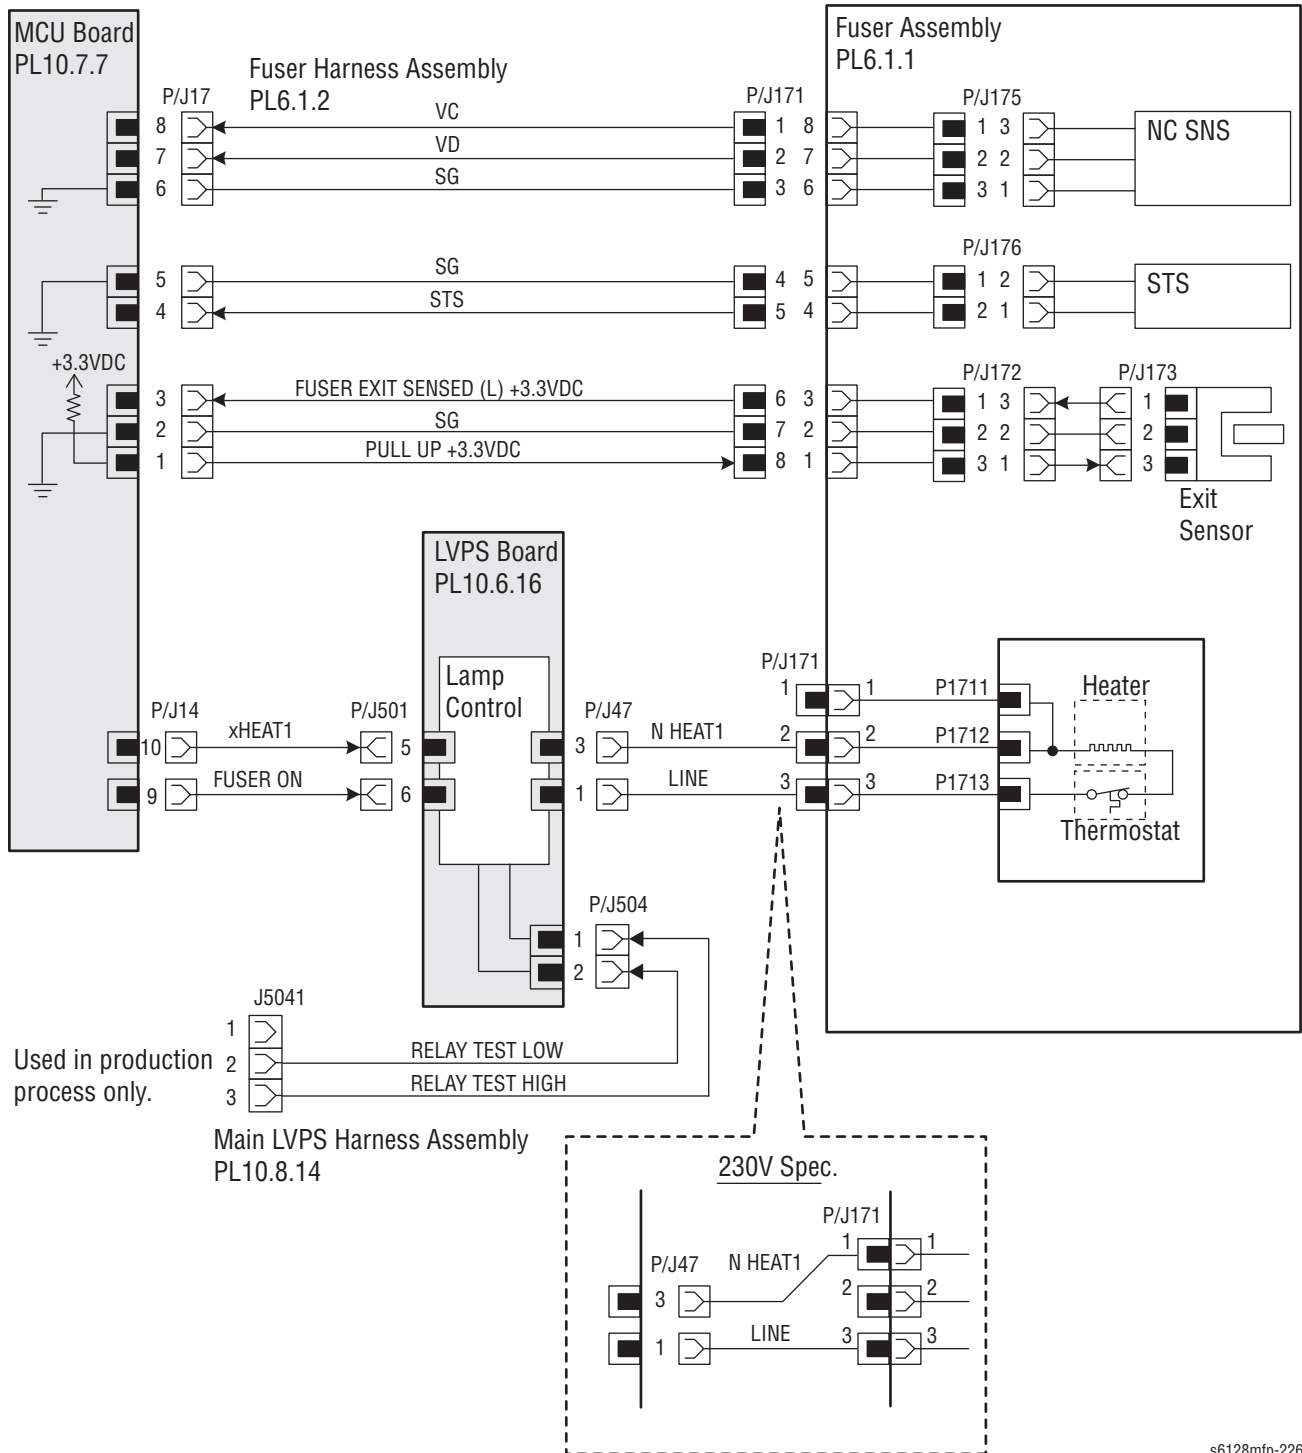 MCU Board
PL10.7.7
Fuser Assembly
PL6.1.1
Fuser Harness Assembly
PL6.1.2
P/J17
P/J171
P/J175
8 VC 1 8 1 3 NC SNS
7 VD 2 7 2 2
6 SG 3 6 3 1
P/J176
5 SG 4 5 1 2 STS
4 STS 5 4 2 1
+3.3VDC
P/J172 P/J173
3 FUSER EXIT SENSED (L) +3.3VDC 6 3 1 3 1
2 SG 7 2 2 2 2
1 PULL UP +3.3VDC 8 1 3 1 3
Exit
Sensor
LVPS Board
PL10.6.16
Lamp
Control
P/J171
1 1 P1711 Heater
P/J14 P/J501 P/J47
10 xHEAT1 5 3 N HEAT1 2 2 P1712
9 FUSER ON 6 1 LINE 3 3 P1713
Thermostat
P/J504
1
2
J5041
1
Used in production
process only.
2 RELAY TEST LOW
3 RELAY TEST HIGH
Main LVPS Harness Assembly
PL10.8.14
230V Spec.
P/J171
P/J47 N HEAT1 1 1
3 2 2
1 LINE 3 3
s6128mfp-226